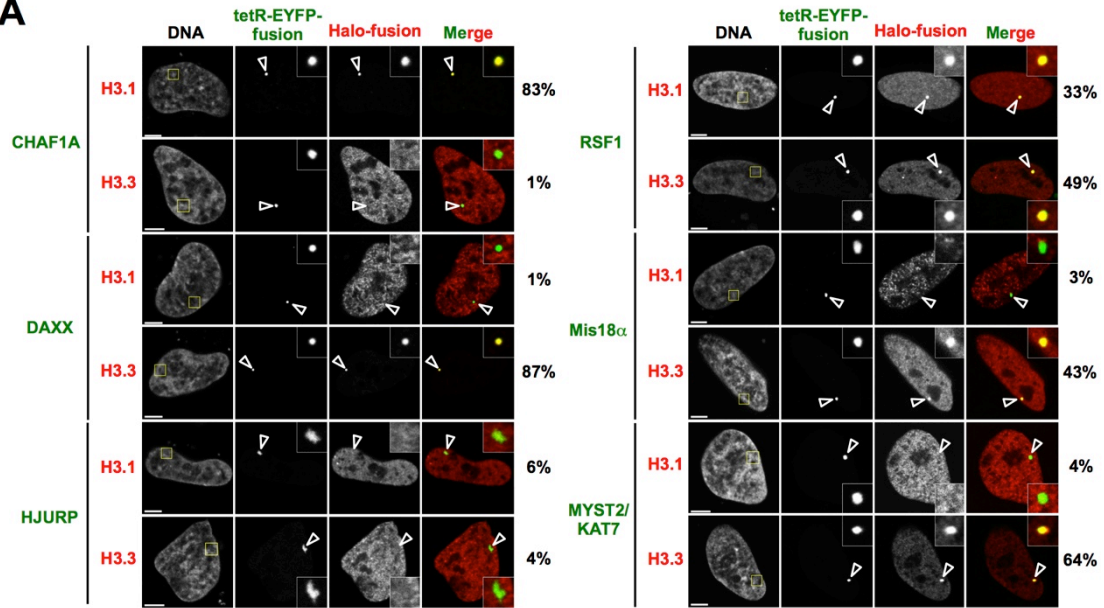 A
DNA
tetR-EYFP-
fusion
Halo-fusion
Merge
CHAF1A
H3.1
83%
H3.3
1%
DAXX
H3.1
1%
H3.3
87%
HJURP
H3.1
6%
H3.3
4%
DNA
tetR-EYFP-
fusion
Halo-fusion
Merge
RSF1
H3.1
33%
H3.3
49%
Mis18α
H3.1
3%
H3.3
43%
MYST2/
KAT7
H3.1
4%
H3.3
64%